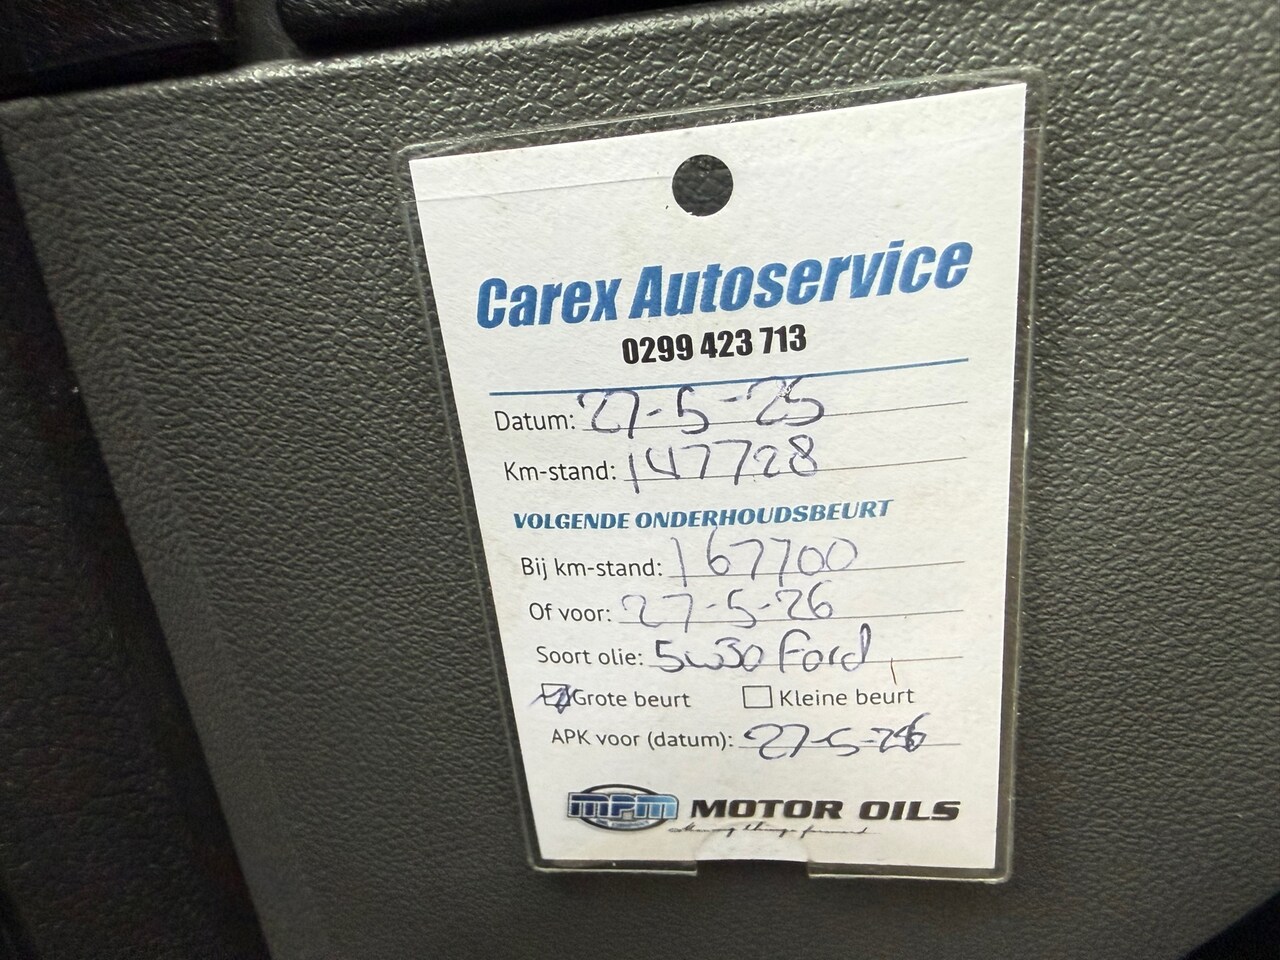 Carex Autoservice
0299 423 713
Datum: 27-5-25
Km-stand: 147728
VOLGENDE ONDERHOUDSBEURT
Bij km-stand: 167700
Of voor: 27-5-26
Soort olie: 5w30 Ford
Grote beurt Kleine beurt
APK voor (datum): 27-5-26
MPM MOTOR OILS